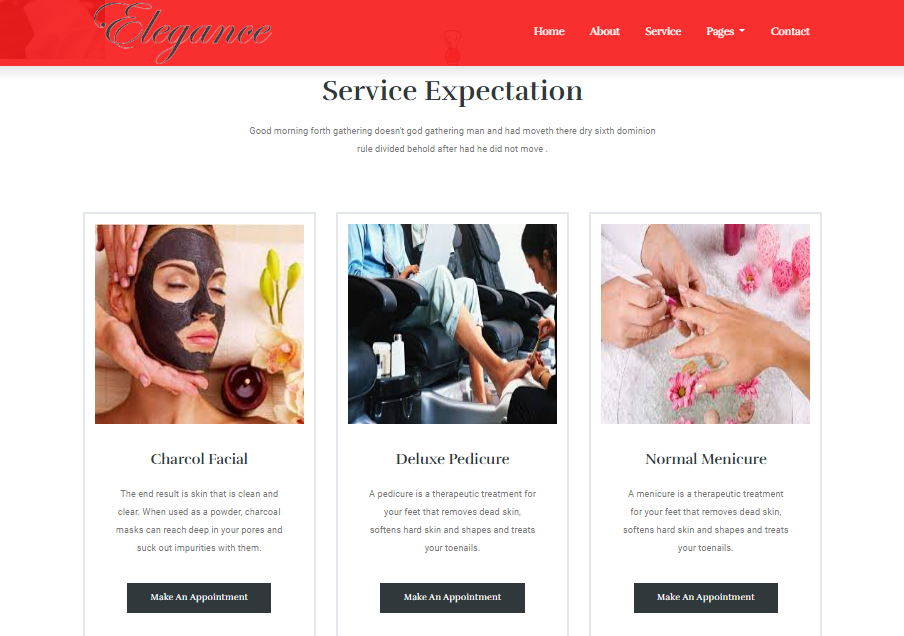 Elegance
Home About Service Pages Contact
Service Expectation
Good morning forth gathering doesn't god gathering man and had moveth there dry sixth dominion
rule divided behold after had he did not move .
Charcol Facial
The end result is skin that is clean and
clear. When used as a powder, charcoal
masks can reach deep in your pores and
suck out impurities with them.
Make An Appointment
Deluxe Pedicure
A pedicure is a therapeutic treatment for
your feet that removes dead skin,
softens hard skin and shapes and treats
your toenails.
Make An Appointment
Normal Menicure
A menicure is a therapeutic treatment
for your feet that removes dead skin,
softens hard skin and shapes and treats
your toenails.
Make An Appointment